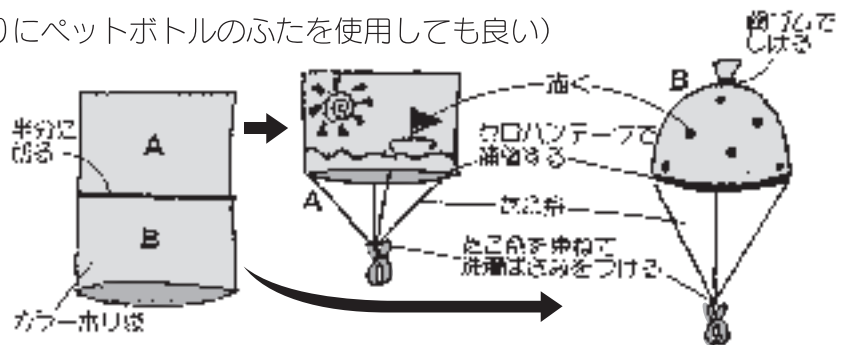 りにペットボトルのふたを使用しても良い）
輪ゴムで
しばる
B
描く
半分に
切る
A
セロハンテープで
補強する
A
たこ糸
B
たこ糸を束ねて
洗濯ばさみをつける
カラーポリ袋